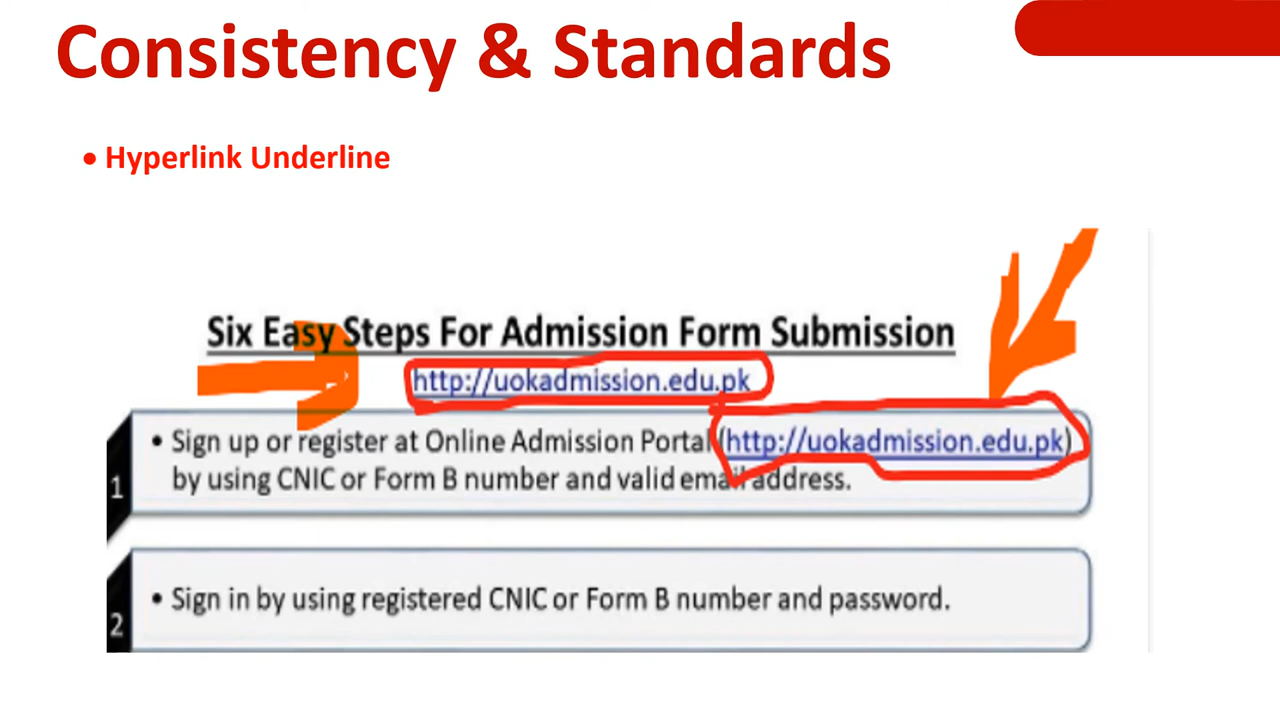 Consistency & Standards
• Hyperlink Underline
Six Easy Steps For Admission Form Submission
http://uokadmission.edu.pk
1
• Sign up or register at Online Admission Portal (http://uokadmission.edu.pk)
by using CNIC or Form B number and valid email address.
2
• Sign in by using registered CNIC or Form B number and password.